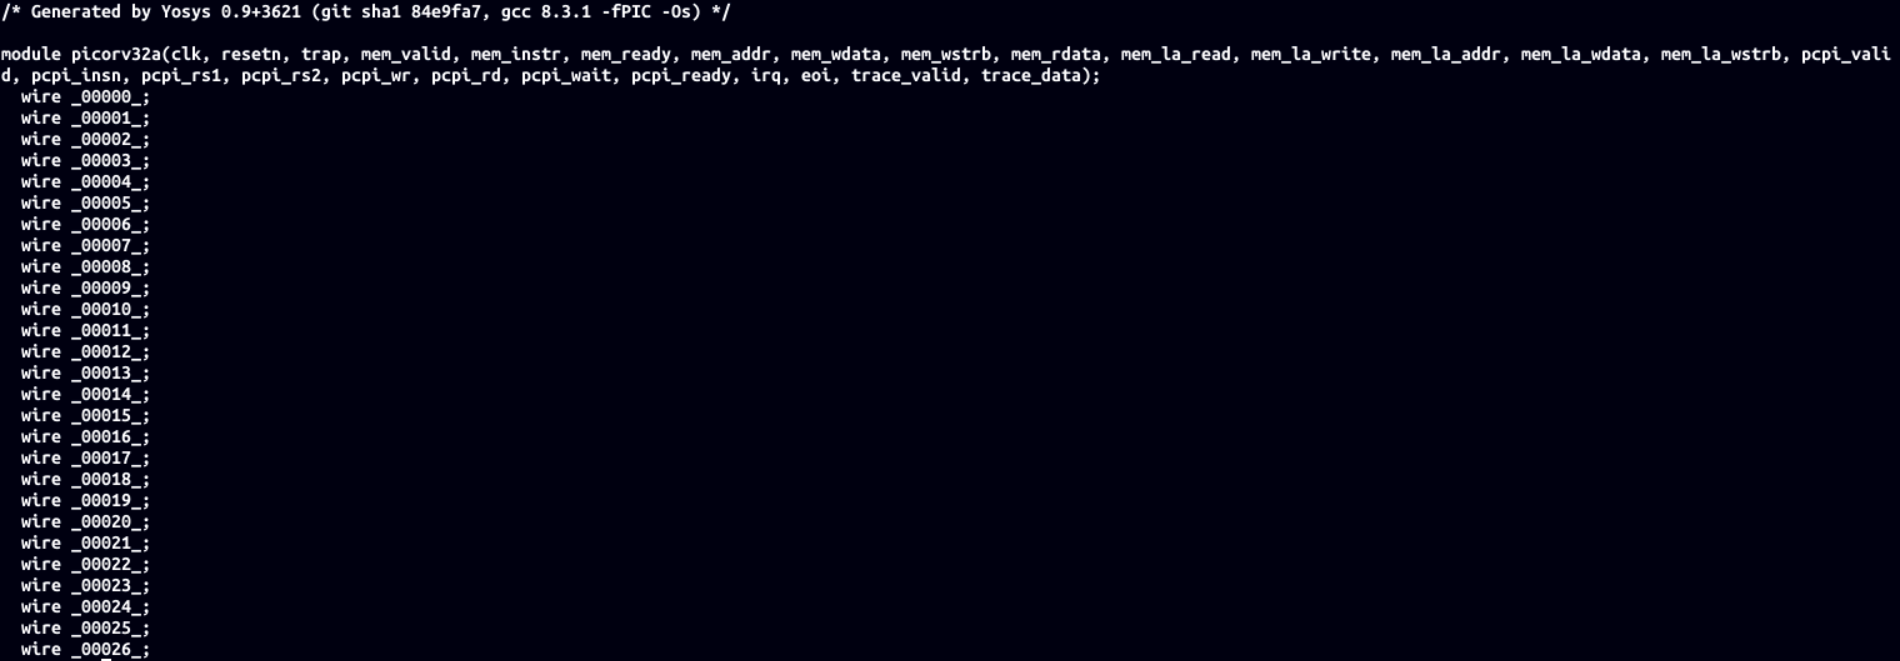 /* Generated by Yosys 0.9+3621 (git sha1 84e9fa7, gcc 8.3.1 -fPIC -Os) */
module picorv32a(clk, resetn, trap, mem_valid, mem_instr, mem_ready, mem_addr, mem_wdata, mem_wstrb, mem_rdata, mem_la_read, mem_la_write, mem_la_addr, mem_la_wdata, mem_la_wstrb, pcpi_vali
d, pcpi_insn, pcpi_rs1, pcpi_rs2, pcpi_wr, pcpi_rd, pcpi_wait, pcpi_ready, irq, eoi, trace_valid, trace_data);
  wire _00000_;
  wire _00001_;
  wire _00002_;
  wire _00003_;
  wire _00004_;
  wire _00005_;
  wire _00006_;
  wire _00007_;
  wire _00008_;
  wire _00009_;
  wire _00010_;
  wire _00011_;
  wire _00012_;
  wire _00013_;
  wire _00014_;
  wire _00015_;
  wire _00016_;
  wire _00017_;
  wire _00018_;
  wire _00019_;
  wire _00020_;
  wire _00021_;
  wire _00022_;
  wire _00023_;
  wire _00024_;
  wire _00025_;
  wire _00026_;